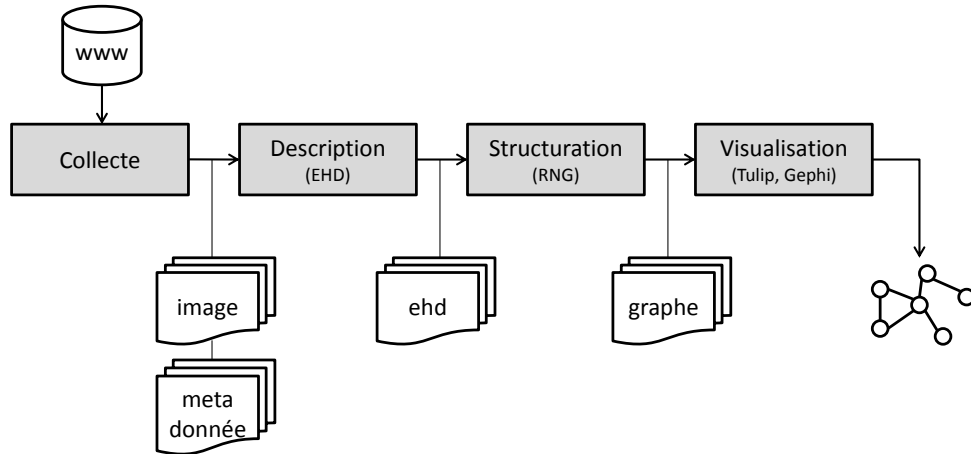 www
Collecte
Description
(EHD)
Structuration
(RNG)
Visualisation
(Tulip, Gephi)
image
ehd
graphe
meta
donnée